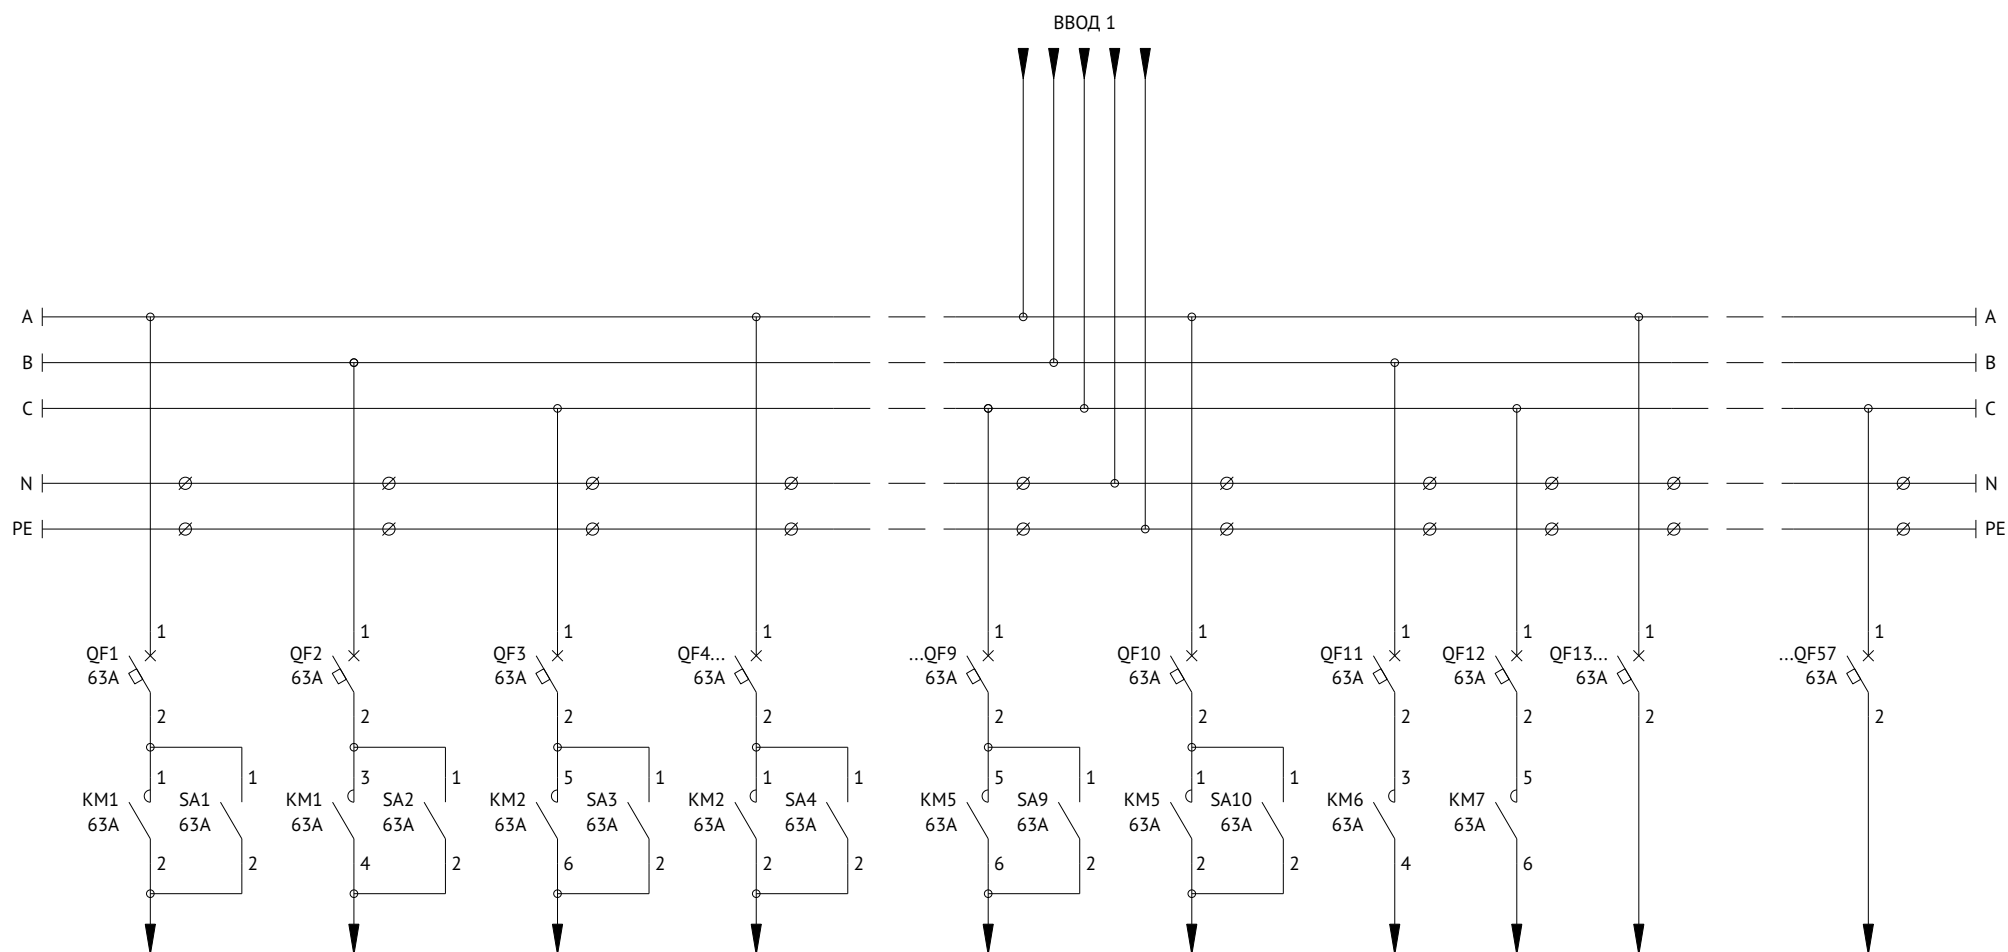 ВВОД 1
A A
B B
C C
N N
PE PE
1 1 1 1 1 1 1 1 1 1
QF1 QF2 QF3 QF4... ...QF9 QF10 QF11 QF12 QF13... ...QF57
63A 63A 63A 63A 63A 63A 63A 63A 63A 63A
2 2 2 2 2 2 2 2 2 2
1 1 3 1 5 1 1 1 5 1 1 1 3 5
KM1 SA1 KM1 SA2 KM2 SA3 KM2 SA4 KM5 SA9 KM5 SA10 KM6 KM7
63A 63A 63A 63A 63A 63A 63A 63A 63A 63A 63A 63A 63A 63A
2 2 4 2 6 2 2 2 6 2 2 2 4 6